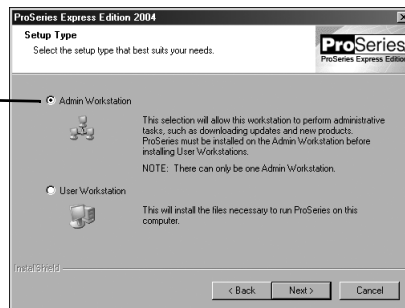 ProSeries Express Edition 2004
Setup Type
Select the setup type that best suits your needs.
ProSeries
ProSeries Express Edition
Admin Workstation
This selection will allow this workstation to perform administrative
tasks, such as downloading updates and new products.
ProSeries must be installed on the Admin Workstation before
installing User Workstations.
NOTE: There can only be one Admin Workstation.
User Workstation
This will install the files necessary to run ProSeries on this
computer.
InstallShield
< Back
Next >
Cancel